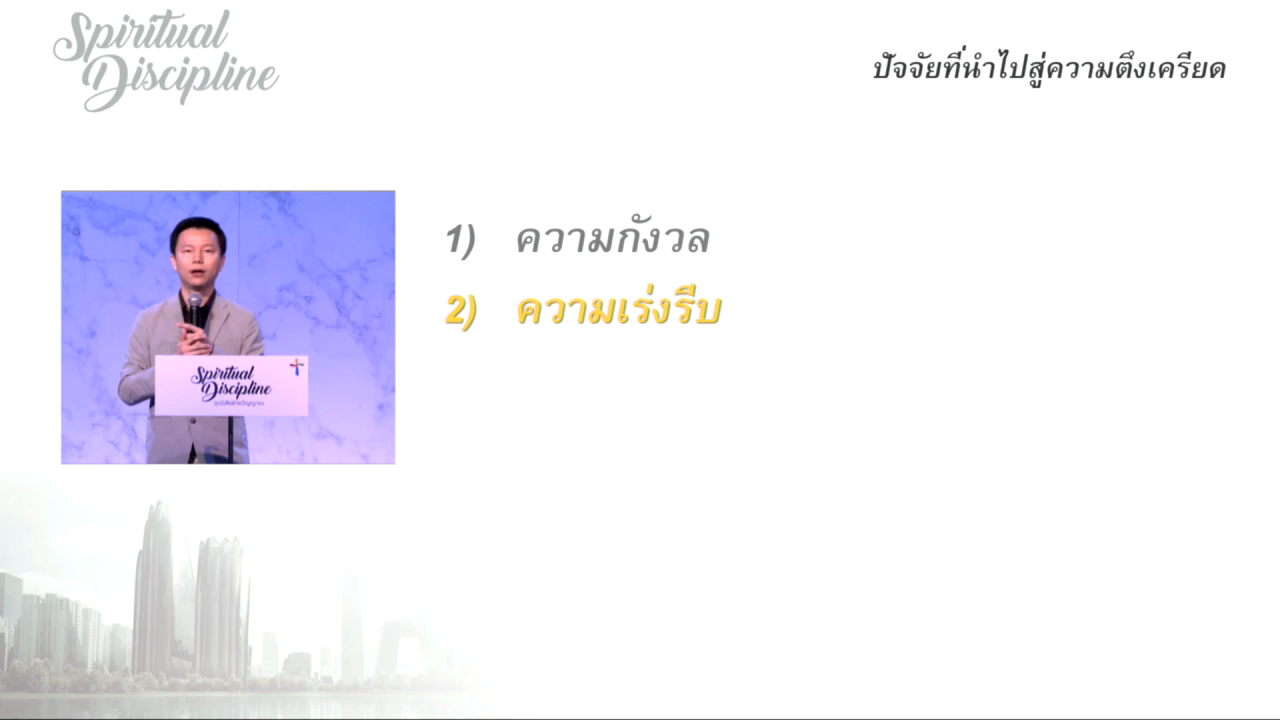 Spiritual
Discipline
ปัจจัยที่นำไปสู่ความตึงเครียด
1) ความกังวล
2) ความเร่งรีบ
Spiritual
Discipline